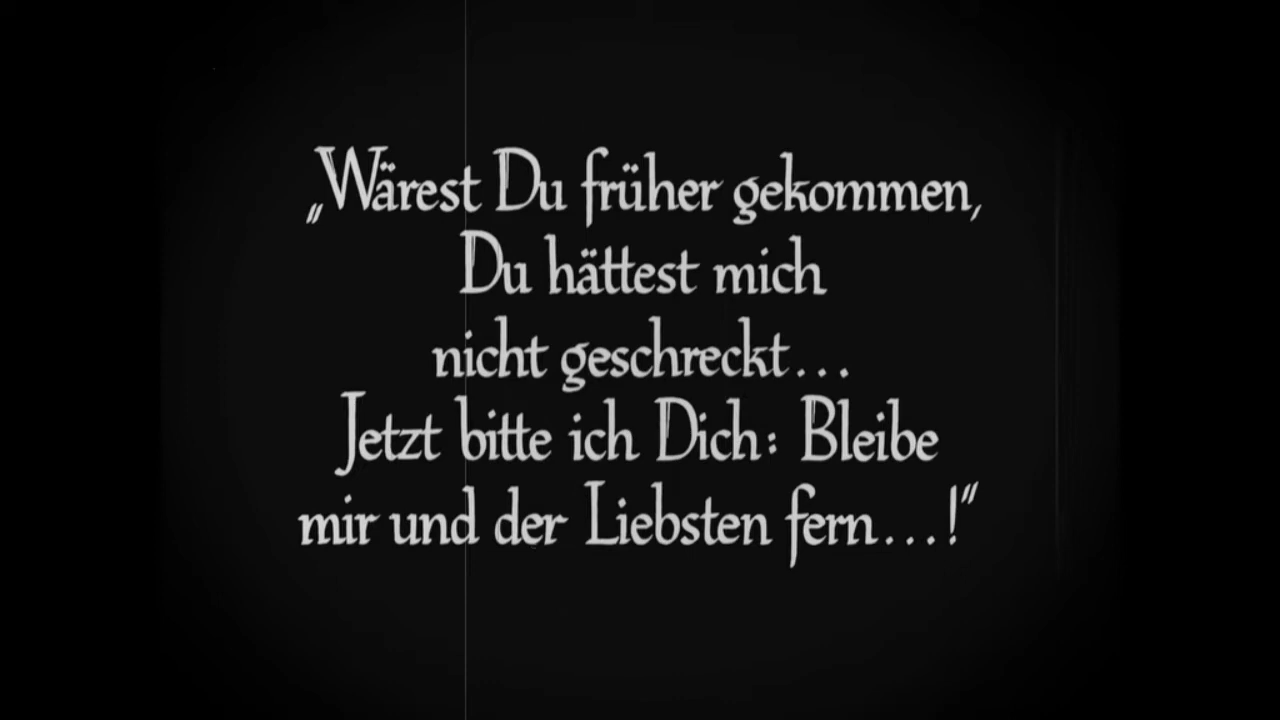 „Wärest Du früher gekommen,
Du hättest mich
nicht geschreckt...
Jetzt bitte ich Dich: Bleibe
mir und der Liebsten fern...!“